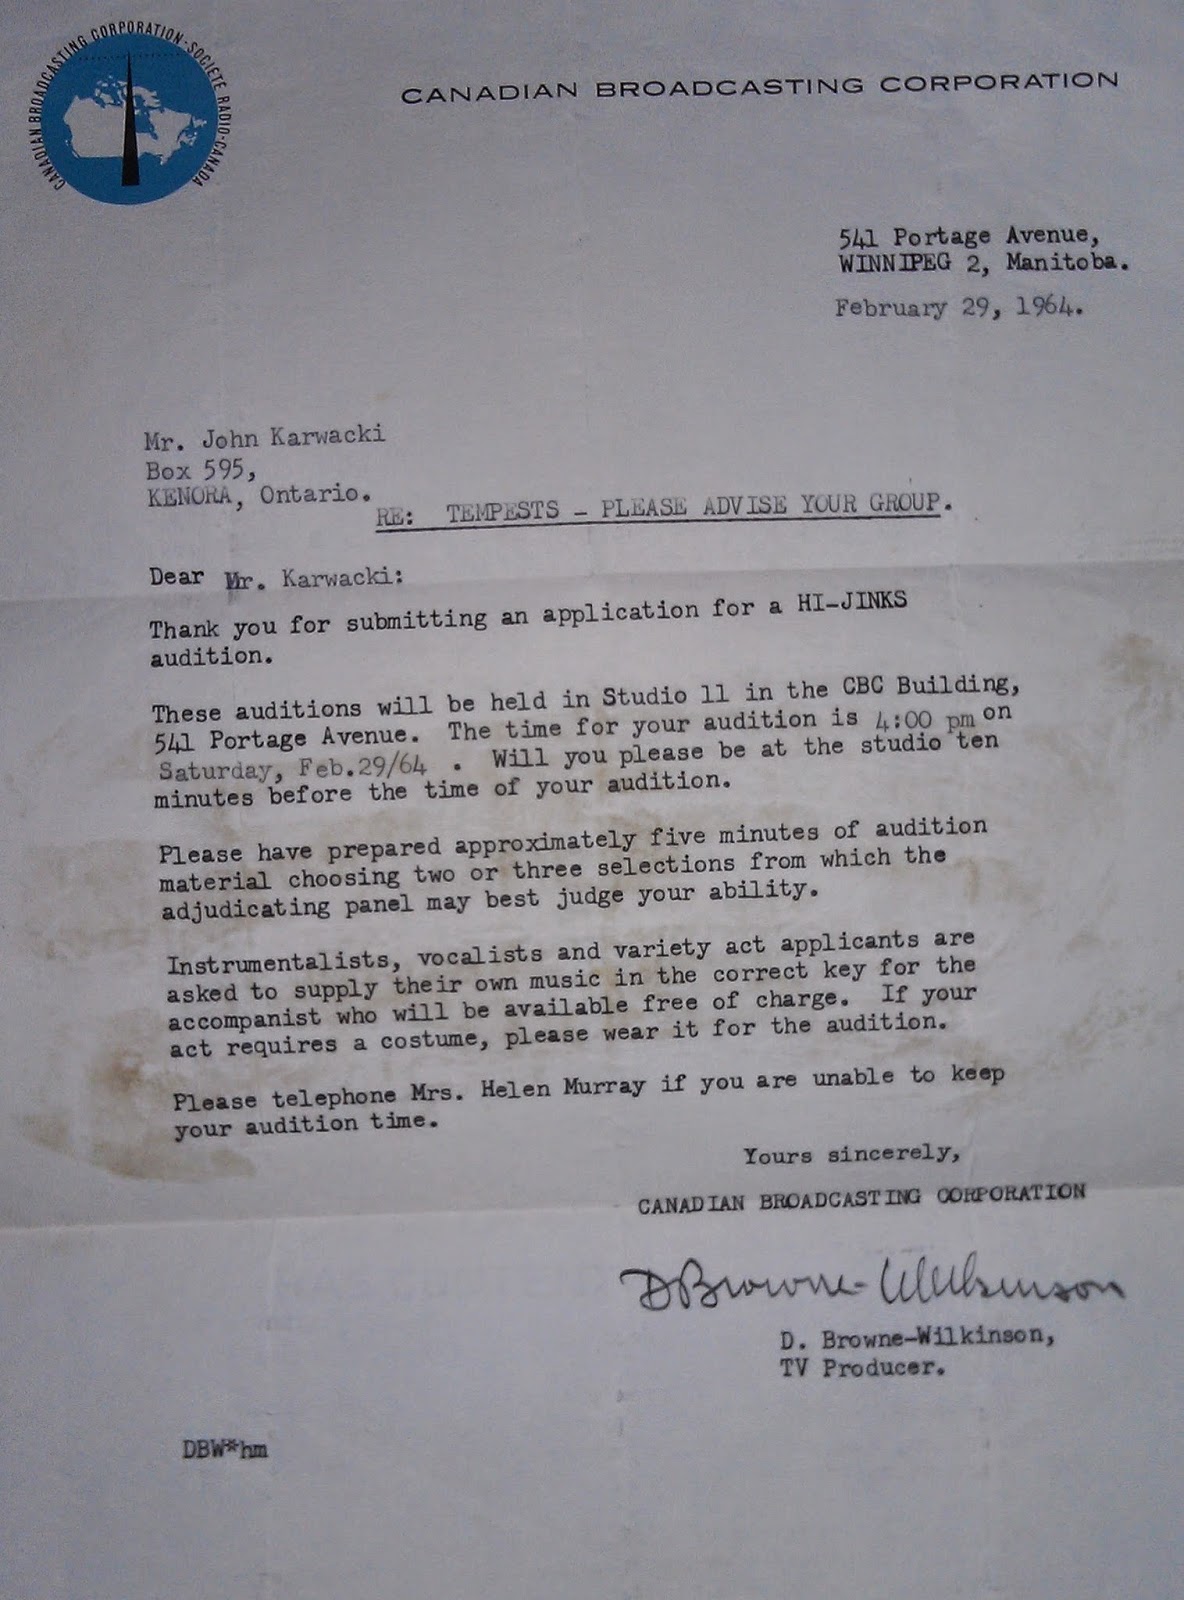 CANADIAN BROADCASTING CORPORATION · SOCIETE RADIO-CANADA
CANADIAN BROADCASTING CORPORATION
541 Portage Avenue,
WINNIPEG 2, Manitoba.
February 29, 1964.
Mr. John Karwacki
Box 595,
KENORA, Ontario.
RE: TEMPESTS - PLEASE ADVISE YOUR GROUP.
Dear Mr. Karwacki:
Thank you for submitting an application for a HI-JINKS
audition.
These auditions will be held in Studio 11 in the CBC Building,
541 Portage Avenue. The time for your audition is 4:00 pm on
Saturday, Feb.29/64 . Will you please be at the studio ten
minutes before the time of your audition.
Please have prepared approximately five minutes of audition
material choosing two or three selections from which the
adjudicating panel may best judge your ability.
Instrumentalists, vocalists and variety act applicants are
asked to supply their own music in the correct key for the
accompanist who will be available free of charge. If your
act requires a costume, please wear it for the audition.
Please telephone Mrs. Helen Murray if you are unable to keep
your audition time.
Yours sincerely,
CANADIAN BROADCASTING CORPORATION
DBrowne-Wilkinson
D. Browne-Wilkinson,
TV Producer.
DBW*hm